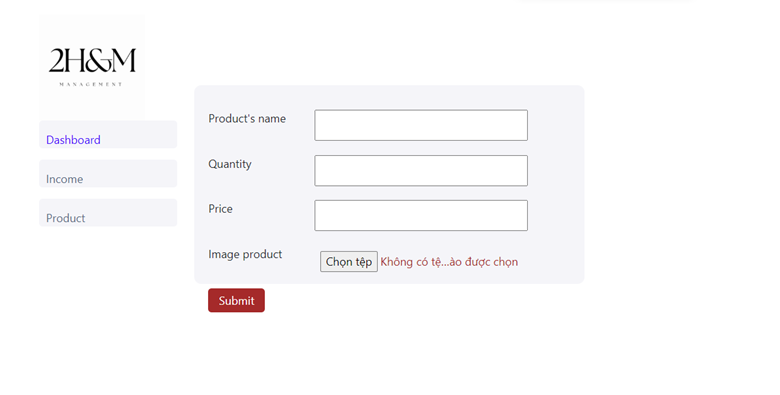 2H&M
MANAGEMENT
Dashboard
Income
Product
Product's name
Quantity
Price
Image product
Chọn tệp Không có tệ...ào được chọn
Submit